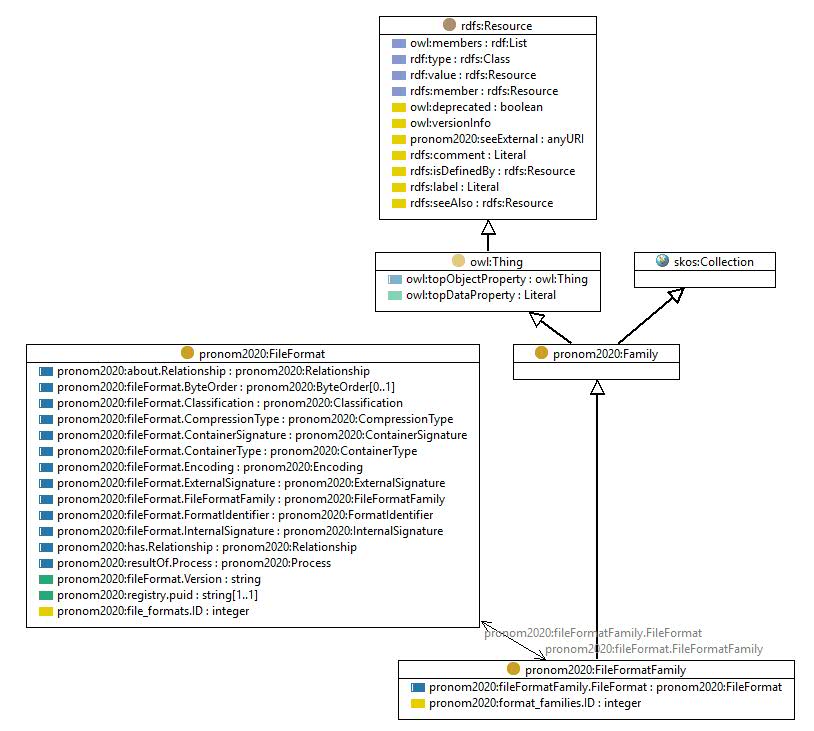 rdfs:Resource
owl:members : rdf:List
rdf:type : rdfs:Class
rdf:value : rdfs:Resource
rdfs:member : rdfs:Resource
owl:deprecated : boolean
owl:versionInfo
pronom2020:seeExternal : anyURI
rdfs:comment : Literal
rdfs:isDefinedBy : rdfs:Resource
rdfs:label : Literal
rdfs:seeAlso : rdfs:Resource
owl:Thing
owl:topObjectProperty : owl:Thing
owl:topDataProperty : Literal
skos:Collection
pronom2020:FileFormat
pronom2020:about.Relationship : pronom2020:Relationship
pronom2020:fileFormat.ByteOrder : pronom2020:ByteOrder[0..1]
pronom2020:fileFormat.Classification : pronom2020:Classification
pronom2020:fileFormat.CompressionType : pronom2020:CompressionType
pronom2020:fileFormat.ContainerSignature : pronom2020:ContainerSignature
pronom2020:fileFormat.ContainerType : pronom2020:ContainerType
pronom2020:fileFormat.Encoding : pronom2020:Encoding
pronom2020:fileFormat.ExternalSignature : pronom2020:ExternalSignature
pronom2020:fileFormat.FileFormatFamily : pronom2020:FileFormatFamily
pronom2020:fileFormat.FormatIdentifier : pronom2020:FormatIdentifier
pronom2020:fileFormat.InternalSignature : pronom2020:InternalSignature
pronom2020:has.Relationship : pronom2020:Relationship
pronom2020:resultOf.Process : pronom2020:Process
pronom2020:fileFormat.Version : string
pronom2020:registry.puid : string[1..1]
pronom2020:file_formats.ID : integer
pronom2020:Family
pronom2020:fileFormatFamily.FileFormat
pronom2020:fileFormat.FileFormatFamily
pronom2020:FileFormatFamily
pronom2020:fileFormatFamily.FileFormat : pronom2020:FileFormat
pronom2020:format_families.ID : integer